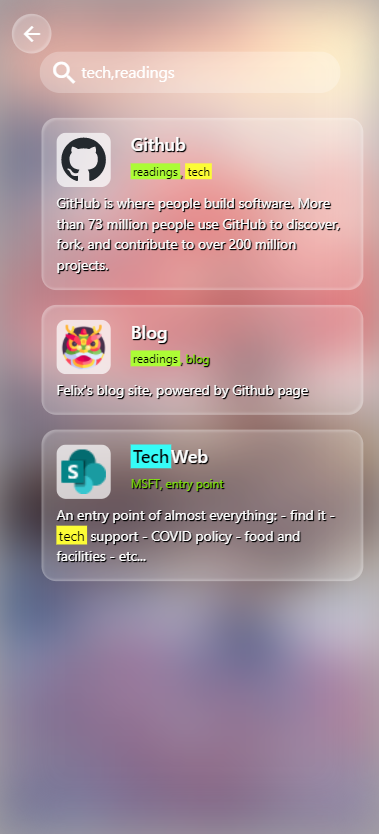 tech,readings
Github
readings, tech
GitHub is where people build software. More
than 73 million people use GitHub to discover,
fork, and contribute to over 200 million
projects.
Blog
readings, blog
Felix's blog site, powered by Github page
TechWeb
MSFT, entry point
An entry point of almost everything: - find it -
tech support - COVID policy - food and
facilities - etc...